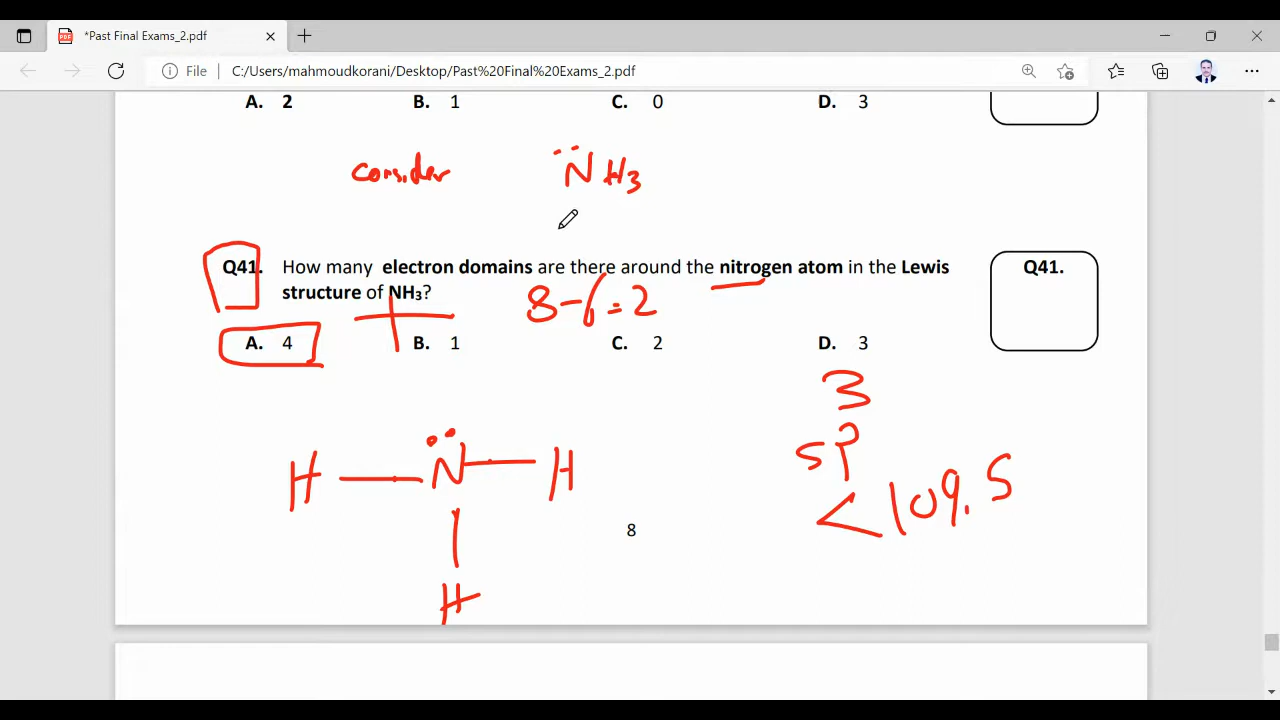 *Past Final Exams_2.pdf
File C:/Users/mahmoudkorani/Desktop/Past%20Final%20Exams_2.pdf
A. 2 B. 1 C. 0 D. 3
consider N̈H3
Q41. How many electron domains are there around the nitrogen atom in the Lewis Q41.
structure of NH₃?
8-6=2
A. 4 B. 1 C. 2 D. 3
3
sp
H — N̈ — H
<109.5
8
H